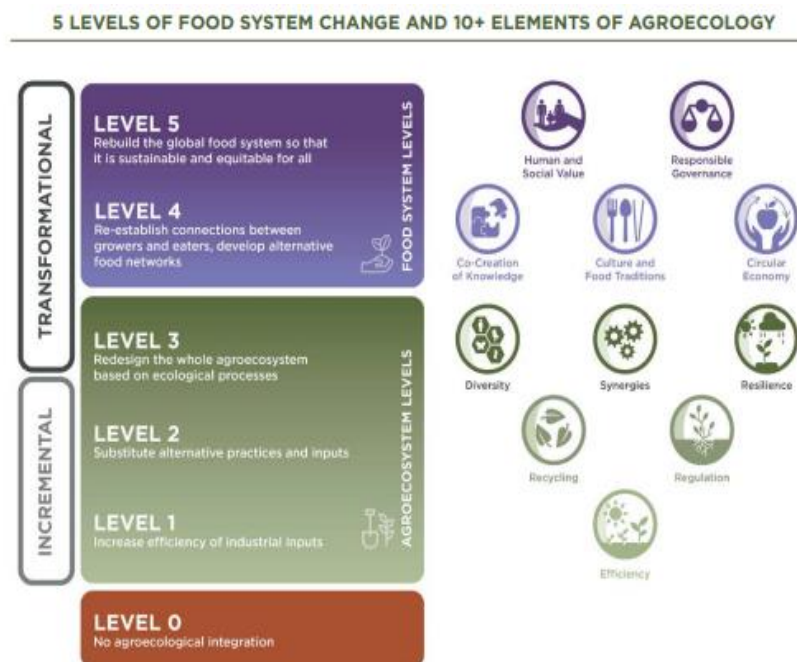 5 LEVELS OF FOOD SYSTEM CHANGE AND 10+ ELEMENTS OF AGROECOLOGY
TRANSFORMATIONAL
INCREMENTAL
LEVEL 5
Rebuild the global food system so that
it is sustainable and equitable for all
LEVEL 4
Re-establish connections between
growers and eaters, develop alternative
food networks
FOOD SYSTEM LEVELS
LEVEL 3
Redesign the whole agroecosystem
based on ecological processes
LEVEL 2
Substitute alternative practices and inputs
LEVEL 1
Increase efficiency of industrial inputs
AGROECOSYSTEM LEVELS
LEVEL 0
No agroecological integration
Human and
Social Value
Responsible
Governance
Co-Creation
of Knowledge
Culture and
Food Traditions
Circular
Economy
Diversity
Synergies
Resilience
Recycling
Regulation
Efficiency